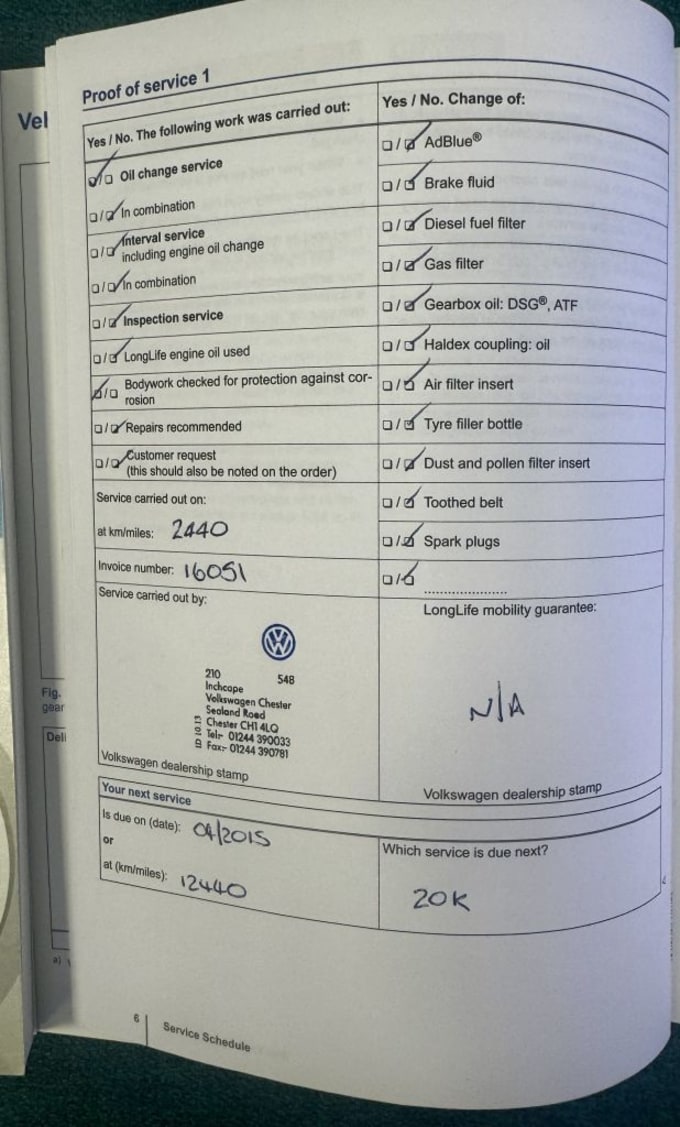 Vel
Proof of service 1
Yes / No. The following work was carried out:
Oil change service
In combination
Interval service
including engine oil change
In combination
Inspection service
LongLife engine oil used
Bodywork checked for protection against cor-
rosion
Repairs recommended
Customer request
(this should also be noted on the order)
Service carried out on:
at km/miles: 2440
Invoice number: 16051
Service carried out by:
210 548
Inchcape
Volkswagen Chester
Sealand Road
Chester CH1 4LQ
Tel:- 01244 390033
Fax:- 01244 390781
Volkswagen dealership stamp
Yes / No. Change of:
AdBlue®
Brake fluid
Diesel fuel filter
Gas filter
Gearbox oil: DSG®, ATF
Haldex coupling: oil
Air filter insert
Tyre filler bottle
Dust and pollen filter insert
Toothed belt
Spark plugs
LongLife mobility guarantee:
N/A
Volkswagen dealership stamp
Your next service
Is due on (date): 04/2015
or
at (km/miles): 12440
Which service is due next?
20K
6 Service Schedule
Fig.
gear
Deli
a)